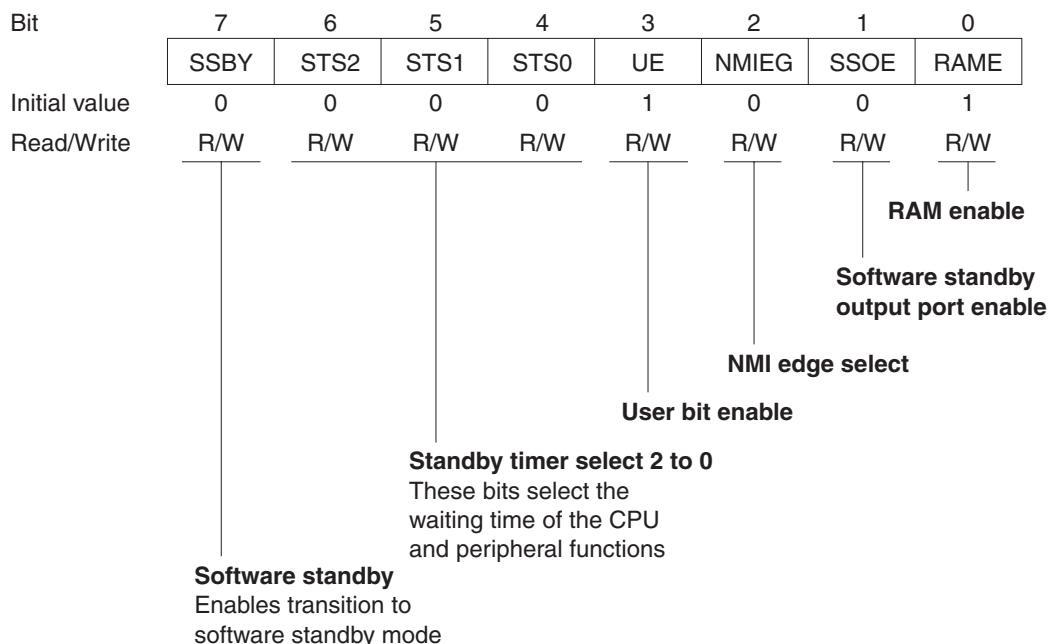 Bit 7 6 5 4 3 2 1 0
SSBY STS2 STS1 STS0 UE NMIEG SSOE RAME
Initial value 0 0 0 0 1 0 0 1
Read/Write R/W R/W R/W R/W R/W R/W R/W R/W
RAM enable
Software standby
output port enable
NMI edge select
User bit enable
Standby timer select 2 to 0
These bits select the
waiting time of the CPU
and peripheral functions
Software standby
Enables transition to
software standby mode